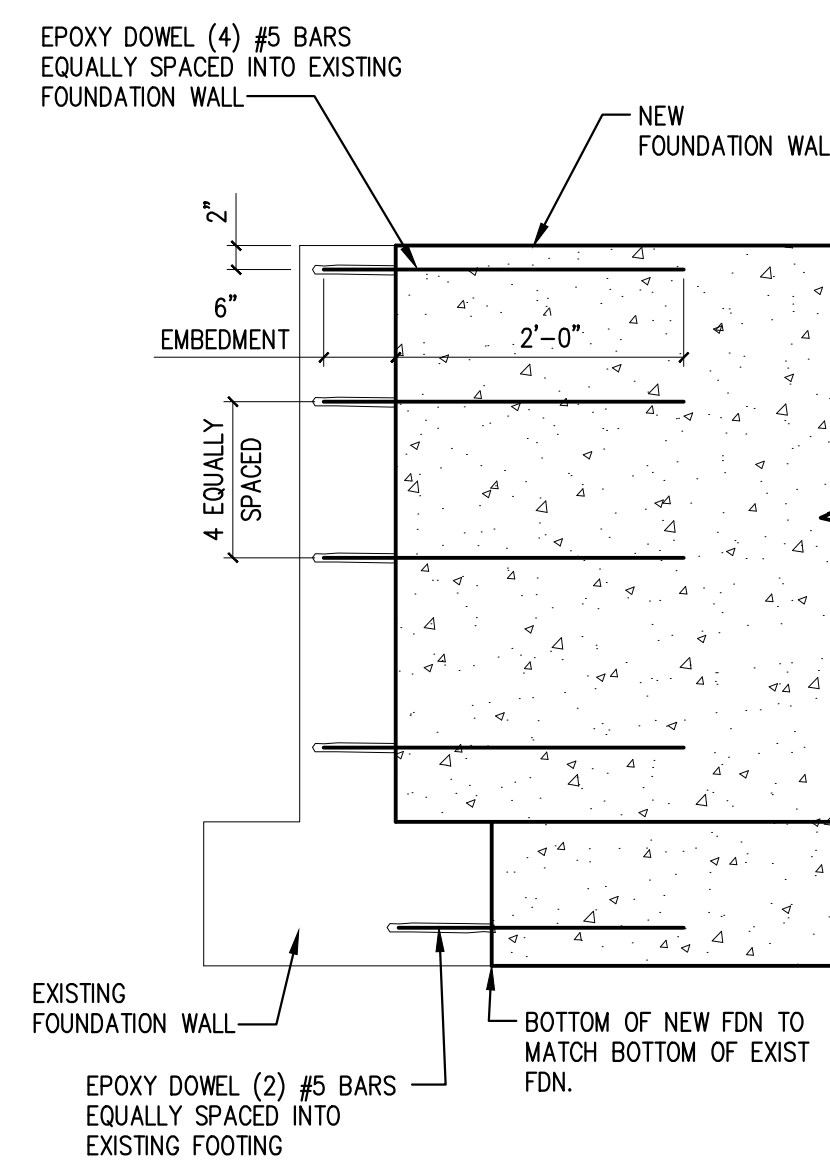 EPOXY DOWEL (4) #5 BARS
EQUALLY SPACED INTO EXISTING
FOUNDATION WALL
NEW
FOUNDATION WAL
2"
6"
EMBEDMENT
2'-0"
4 EQUALLY
SPACED
EXISTING
FOUNDATION WALL
BOTTOM OF NEW FDN TO
MATCH BOTTOM OF EXIST
FDN.
EPOXY DOWEL (2) #5 BARS
EQUALLY SPACED INTO
EXISTING FOOTING